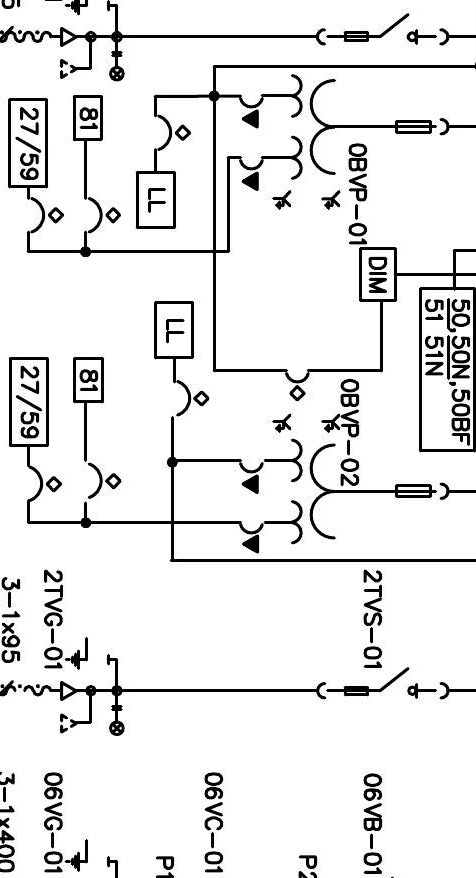 81
27/59
LL
0BVP-01
DIM
50,50N,50BF
51 51N
LL
81
27/59
0BVP-02
2TVG-01
3-1x95
2TVS-01
06VG-01
3-1x400
06VC-01
06VB-01
P1
P2